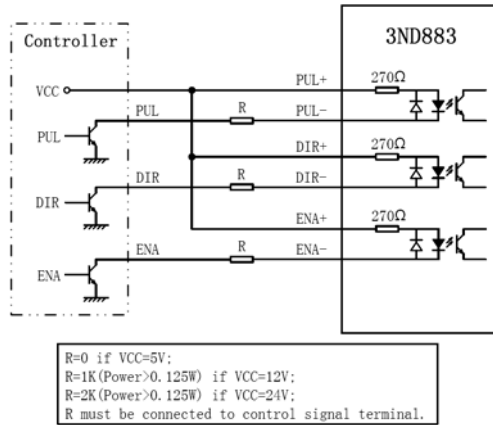 Controller
3ND883
VCC
PUL+
270Ω
PUL
R
PUL-
PUL
DIR+
270Ω
DIR
R
DIR-
DIR
ENA+
270Ω
ENA
R
ENA-
ENA
R=0 if VCC=5V;
R=1K(Power>0.125W) if VCC=12V;
R=2K(Power>0.125W) if VCC=24V;
R must be connected to control signal terminal.